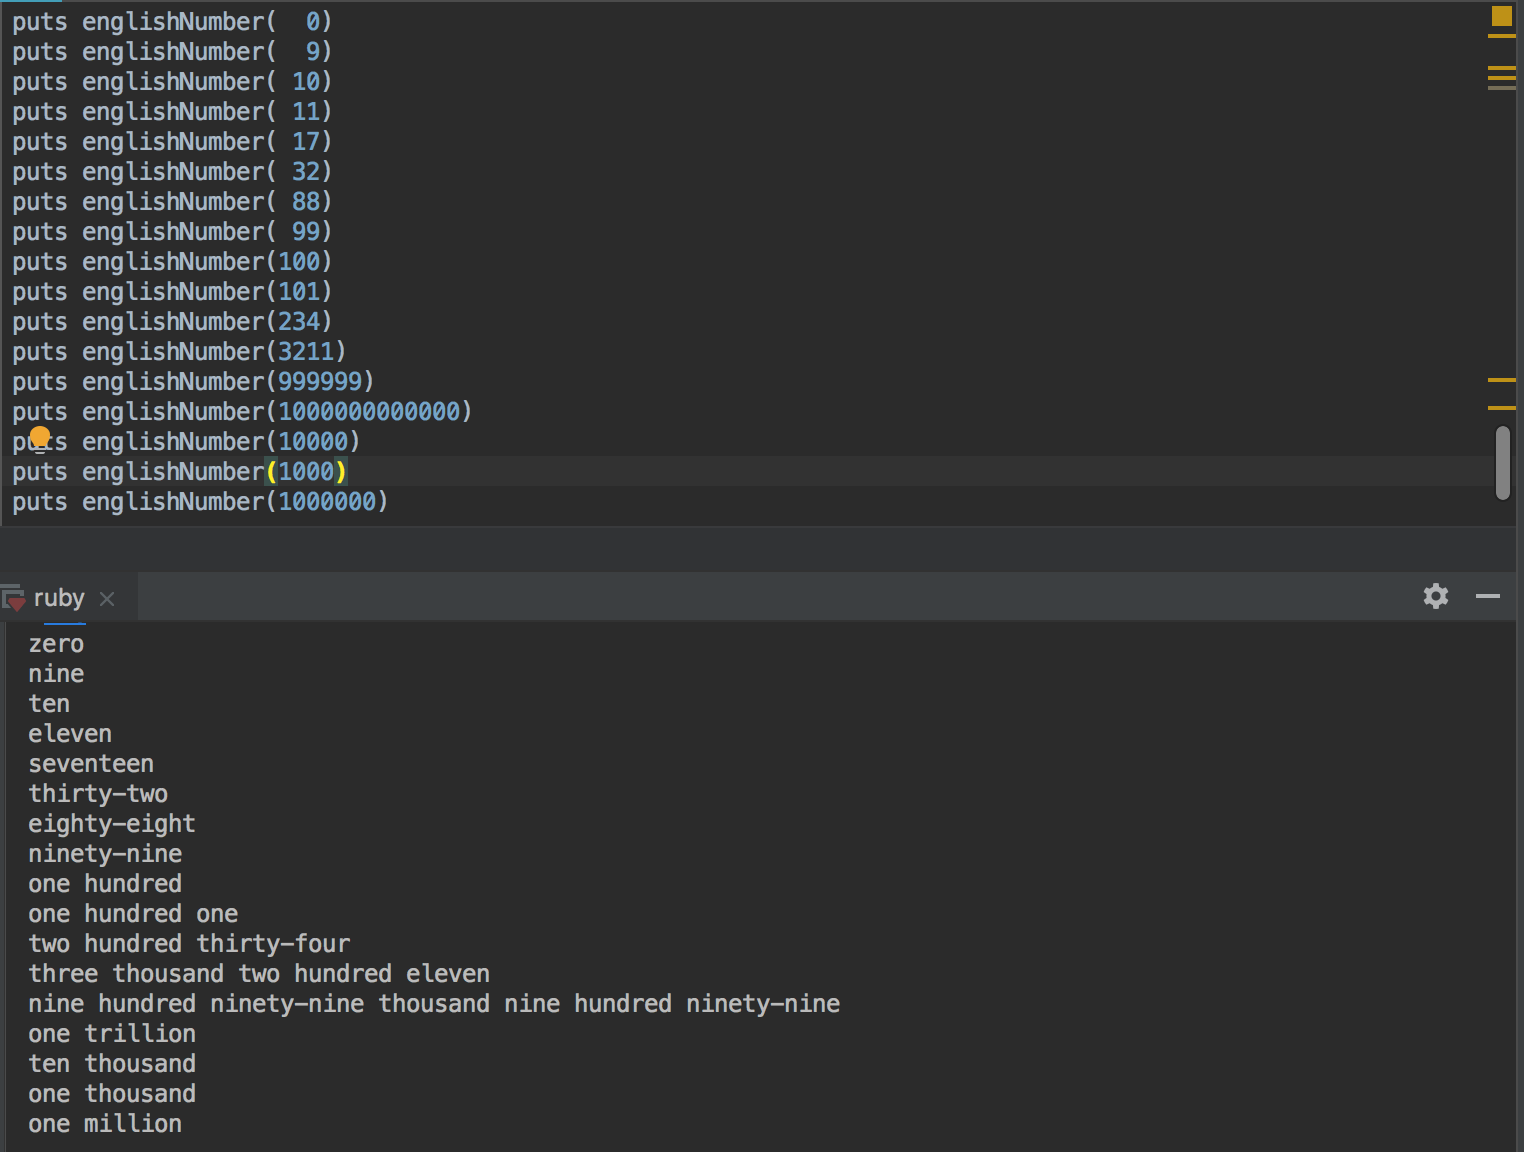 puts englishNumber(  0)
puts englishNumber(  9)
puts englishNumber( 10)
puts englishNumber( 11)
puts englishNumber( 17)
puts englishNumber( 32)
puts englishNumber( 88)
puts englishNumber( 99)
puts englishNumber(100)
puts englishNumber(101)
puts englishNumber(234)
puts englishNumber(3211)
puts englishNumber(999999)
puts englishNumber(1000000000000)
puts englishNumber(10000)
puts englishNumber(1000)
puts englishNumber(1000000)
ruby
zero
nine
ten
eleven
seventeen
thirty-two
eighty-eight
ninety-nine
one hundred
one hundred one
two hundred thirty-four
three thousand two hundred eleven
nine hundred ninety-nine thousand nine hundred ninety-nine
one trillion
ten thousand
one thousand
one million